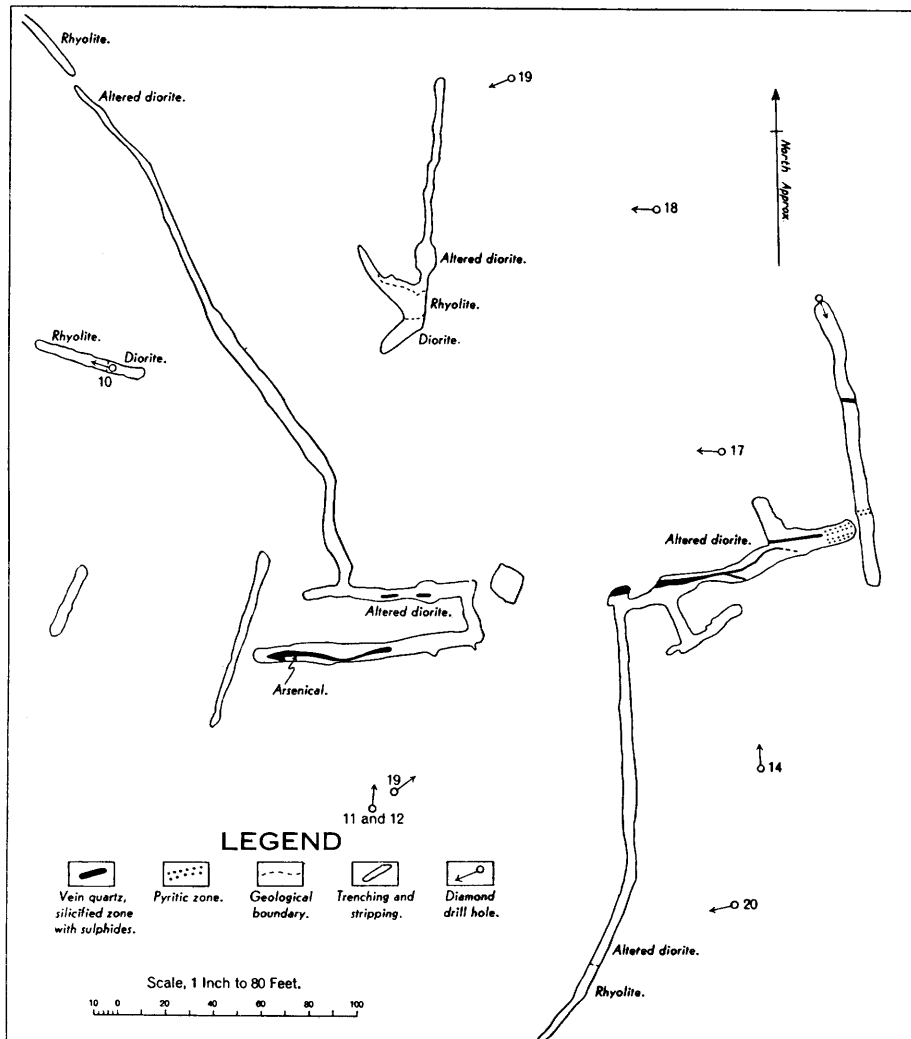 Rhyolite.
19
Altered diorite.
North Approx
18
Altered diorite.
Rhyolite.
Diorite.
Rhyolite.
Diorite.
10
17
Altered diorite.
Altered diorite.
Arsenical.
14
19
11 and 12
20
Altered diorite.
Rhyolite.
LEGEND
Vein quartz,
silicified zone
with sulphides.
Pyritic zone.
Geological
boundary.
Trenching and
stripping.
Diamond
drill hole.
Scale, 1 Inch to 80 Feet.
10 0 20 40 60 80 100